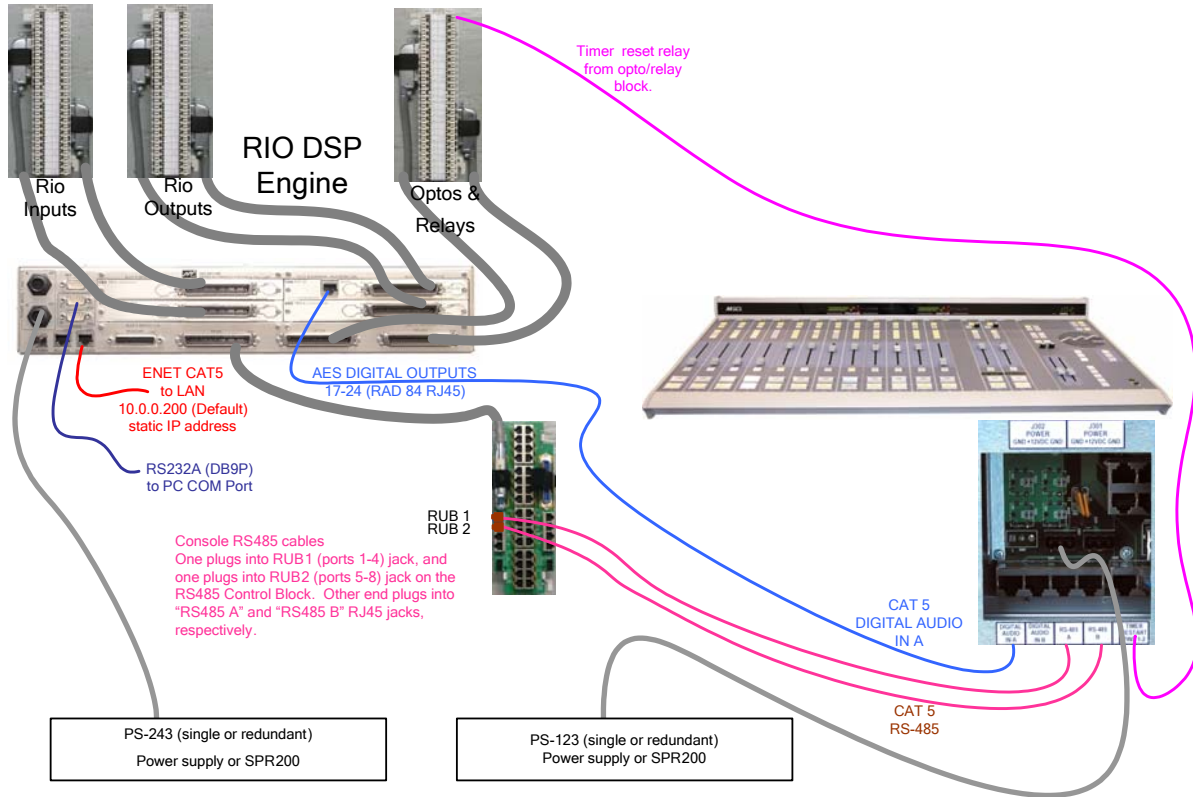 Timer reset relay
from opto/relay
block.
RIO DSP
Engine
Rio
Inputs
Rio
Outputs
Optos &
Relays
ENET CAT5
to LAN
10.0.0.200 (Default)
static IP address
AES DIGITAL OUTPUTS
17-24 (RAD 84 RJ45)
RS232A (DB9P)
to PC COM Port
RUB 1
RUB 2
Console RS485 cables
One plugs into RUB1 (ports 1-4) jack, and
one plugs into RUB2 (ports 5-8) jack on the
RS485 Control Block. Other end plugs into
“RS485 A” and “RS485 B” RJ45 jacks,
respectively.
J302
POWER
GND +12VDC GND
J301
POWER
GND +12VDC GND
CAT 5
DIGITAL AUDIO
IN A
DIGITAL
AUDIO
IN A
DIGITAL
AUDIO
IN B
RS-485
A
RS-485
B
TIMER
CAT 5
RS-485
PS-243 (single or redundant)
Power supply or SPR200
PS-123 (single or redundant)
Power supply or SPR200